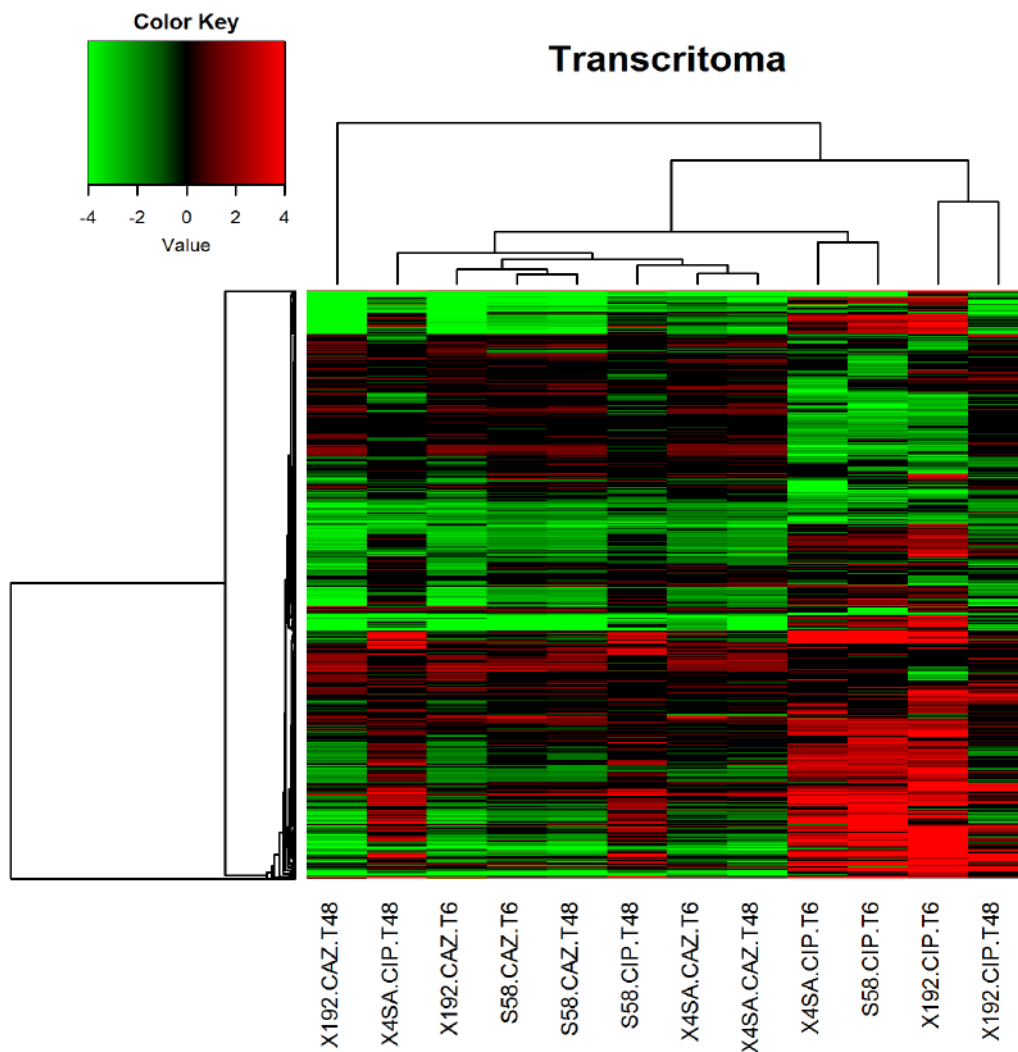 Color Key
Transcritoma
-4 -2 0 2 4
Value
X192.CAZ.T48
X4SA.CIP.T48
X192.CAZ.T6
S58.CAZ.T6
S58.CAZ.T48
S58.CIP.T48
X4SA.CAZ.T6
X4SA.CAZ.T48
X4SA.CIP.T6
S58.CIP.T6
X192.CIP.T6
X192.CIP.T48